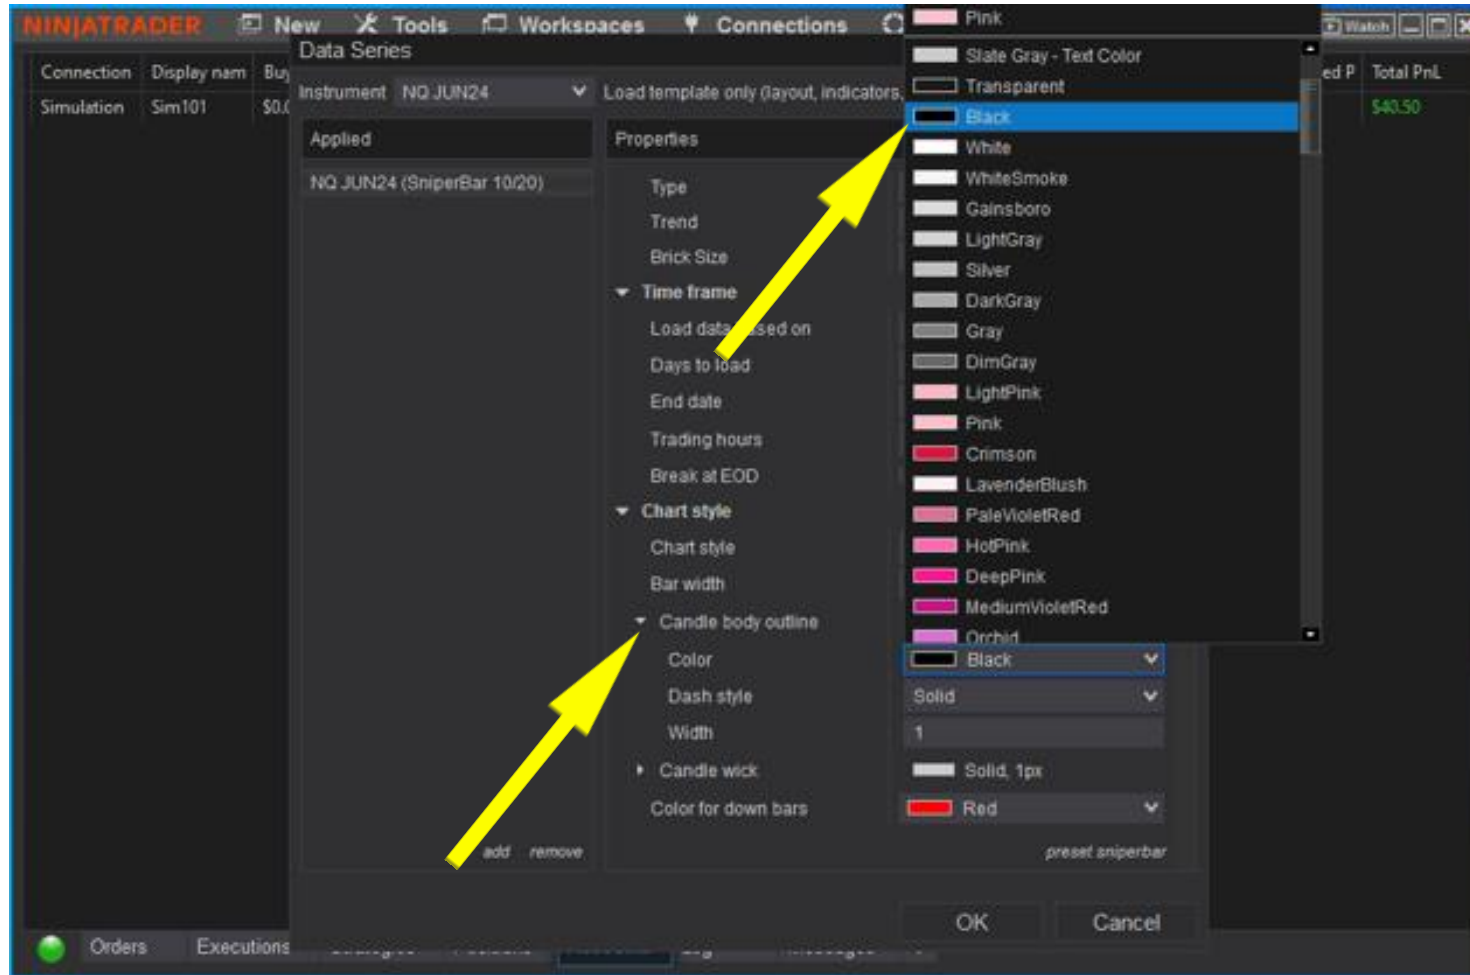 NINJATRADER New Tools Workspaces Connections
Pink
Watch
Data Series
Slate Gray - Text Color
Connection Display nam Buy
ed P Total PnL
Instrument NQ JUN24 Load template only (layout, indicators,
Transparent
Simulation Sim101 $0.0
$40.50
Black
Applied Properties
White
NQ JUN24 (SniperBar 10/20)
Type
WhiteSmoke
Trend
Gainsboro
Brick Size
LightGray
Time frame
Silver
Load data based on
DarkGray
Days to load
Gray
End date
DimGray
Trading hours
LightPink
Break at EOD
Pink
Chart style
Crimson
Chart style
LavenderBlush
Bar width
PaleVioletRed
HotPink
DeepPink
MediumVioletRed
Candle body outline
Orchid
Color Black
Dash style Solid
Width 1
Candle wick Solid, 1px
Color for down bars Red
add remove preset sniperbar
OK Cancel
Orders Executions